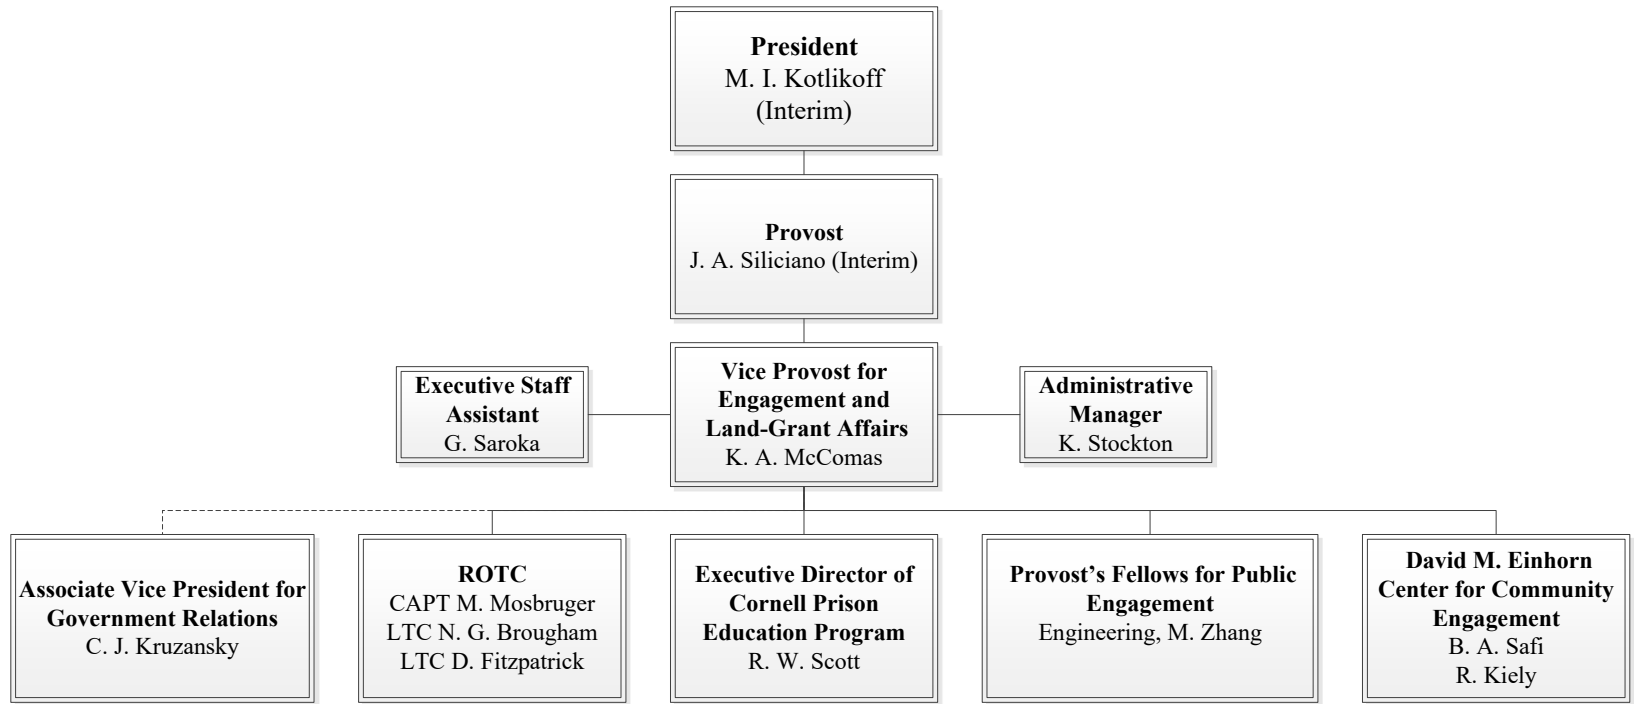 President
M. I. Kotlikoff
(Interim)
Provost
J. A. Siliciano (Interim)
Executive Staff
Assistant
G. Saroka
Vice Provost for
Engagement and
Land-Grant Affairs
K. A. McComas
Administrative
Manager
K. Stockton
Associate Vice President for
Government Relations
C. J. Kruzansky
ROTC
CAPT M. Mosbruger
LTC N. G. Brougham
LTC D. Fitzpatrick
Executive Director of
Cornell Prison
Education Program
R. W. Scott
Provost’s Fellows for Public
Engagement
Engineering, M. Zhang
David M. Einhorn
Center for Community
Engagement
B. A. Safi
R. Kiely